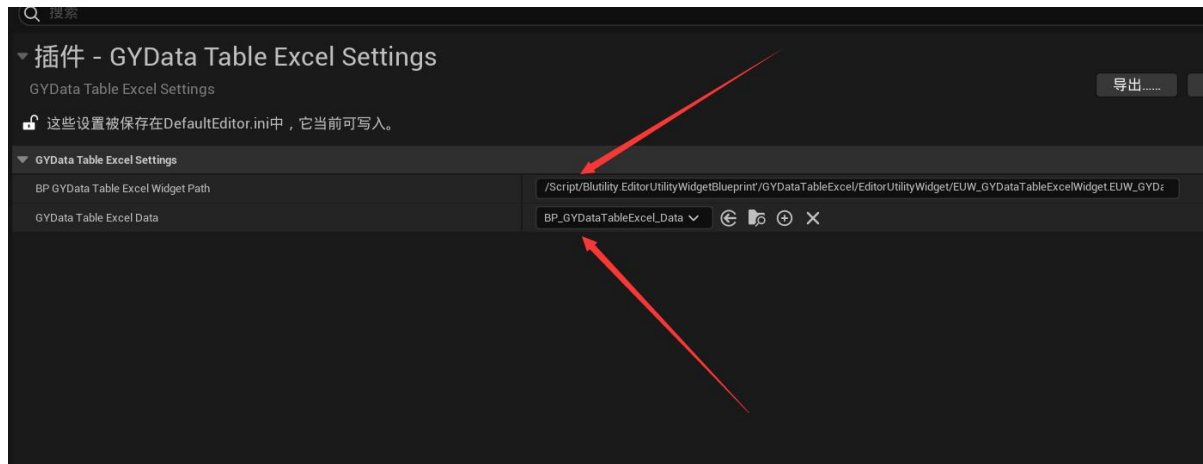 搜索
插件 - GYData Table Excel Settings
GYData Table Excel Settings
导出......
这些设置被保存在DefaultEditor.ini中，它当前可写入。
GYData Table Excel Settings
BP GYData Table Excel Widget Path
/Script/Blutility.EditorUtilityWidgetBlueprint'/GYDataTableExcel/EditorUtilityWidget/EUW_GYDataTableExcelWidget.EUW_GYDa
GYData Table Excel Data
BP_GYDataTableExcel_Data